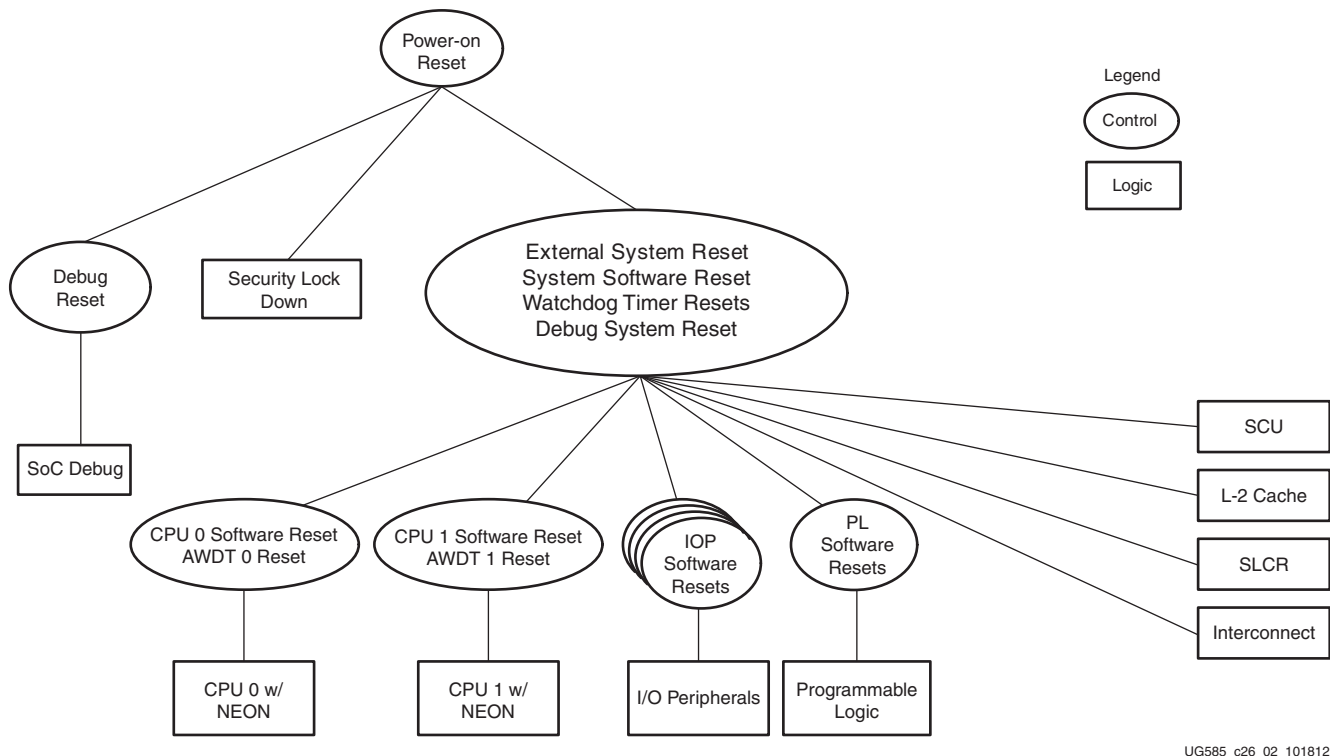 Power-on
Reset
Legend
Control
Logic
Debug
Reset
Security Lock
Down
External System Reset
System Software Reset
Watchdog Timer Resets
Debug System Reset
SoC Debug
SCU
L-2 Cache
SLCR
Interconnect
CPU 0 Software Reset
AWDT 0 Reset
CPU 1 Software Reset
AWDT 1 Reset
IOP
Software
Resets
PL
Software
Resets
CPU 0 w/
NEON
CPU 1 w/
NEON
I/O Peripherals
Programmable
Logic
UG585_c26_02_101812